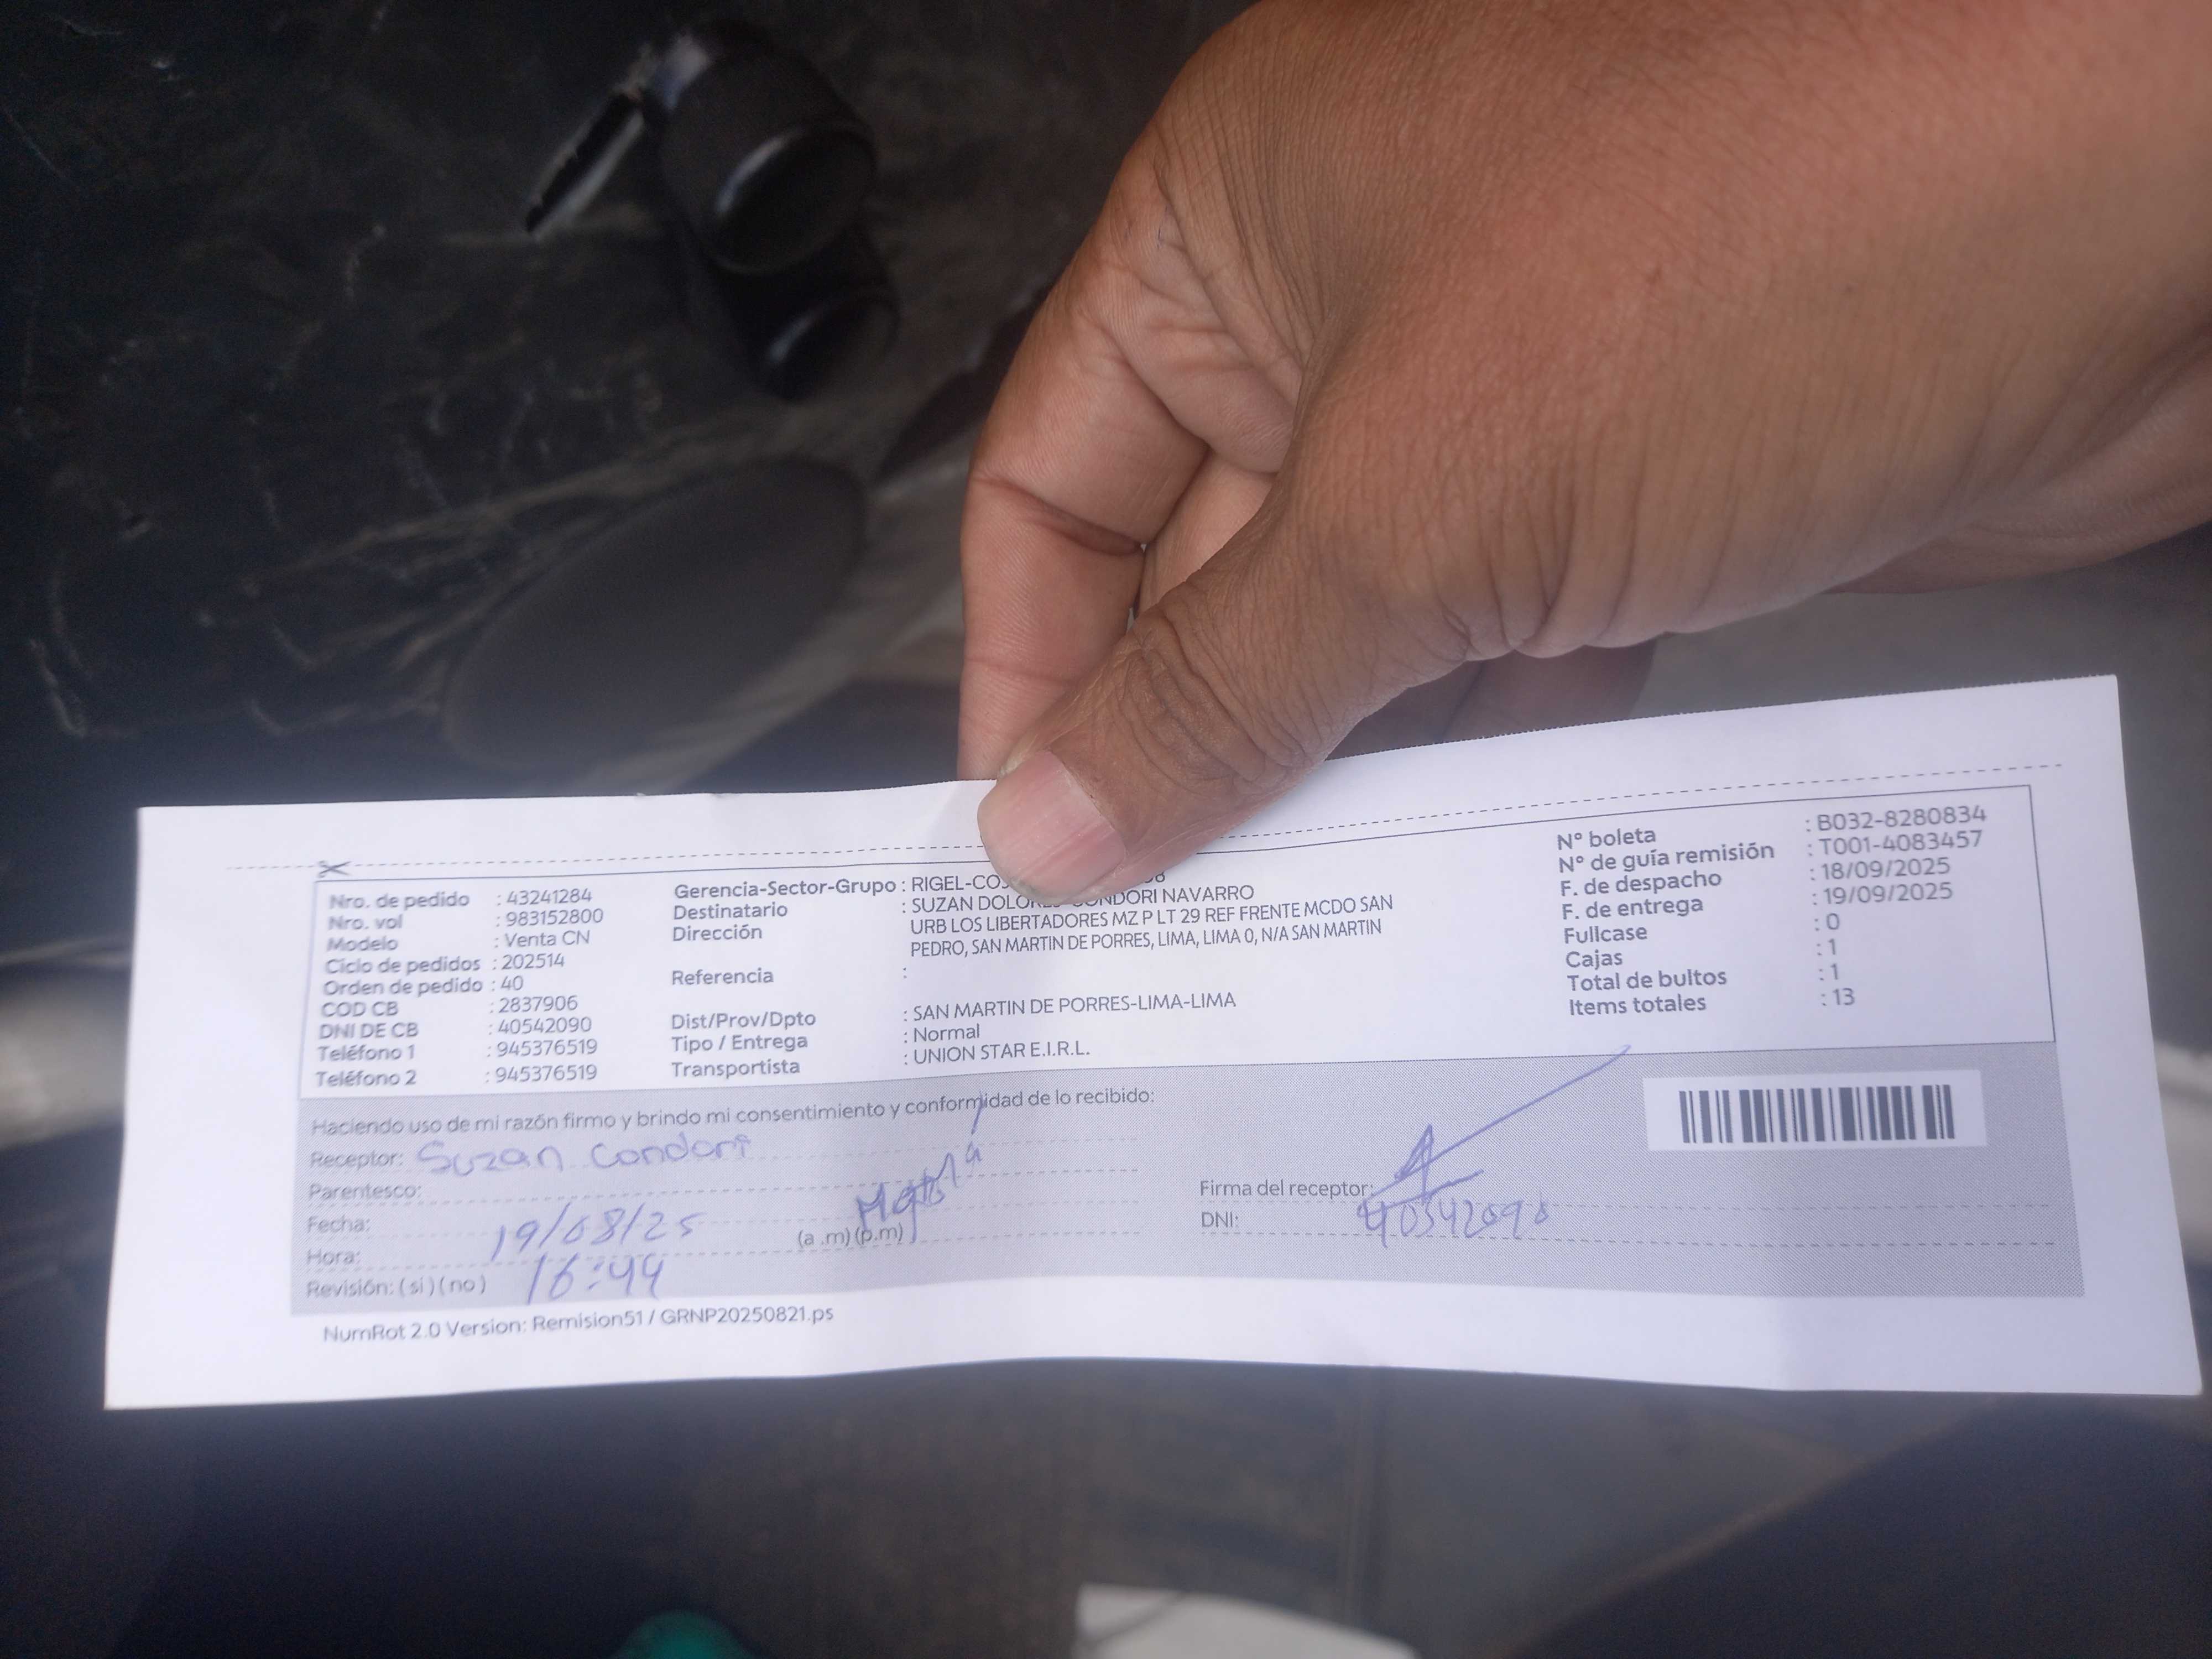 Nro. de pedido : 43241284
Nro. vol : 983152800
Modelo : Venta CN
Ciclo de pedidos : 202514
Orden de pedido : 40
COD CB : 2837906
DNI DE CB : 40542090
Teléfono 1 : 945376519
Teléfono 2 : 945376519
Gerencia-Sector-Grupo : RIGEL-COS
Destinatario : SUZAN DOLORES CONDORI NAVARRO
Dirección URB LOS LIBERTADORES MZ P LT 29 REF FRENTE MCDO SAN
PEDRO, SAN MARTIN DE PORRES, LIMA, LIMA 0, N/A SAN MARTIN
Referencia :
Dist/Prov/Dpto : SAN MARTIN DE PORRES-LIMA-LIMA
Tipo / Entrega : Normal
Transportista : UNION STAR E.I.R.L.
N° boleta : B032-8280834
N° de guía remisión : T001-4083457
F. de despacho : 18/09/2025
F. de entrega : 19/09/2025
Fullcase : 0
Cajas : 1
Total de bultos : 1
Items totales : 13
Haciendo uso de mi razón firmo y brindo mi consentimiento y conformidad de lo recibido:
Receptor: Suzan Condori
Parentesco:
Fecha: 19/08/25
Hora: 16:44 (a .m) (p.m)
Revisión: ( si ) ( no )
Firma del receptor:
DNI: 40542090
NumRot 2.0 Version: Remision51 / GRNP20250821.ps